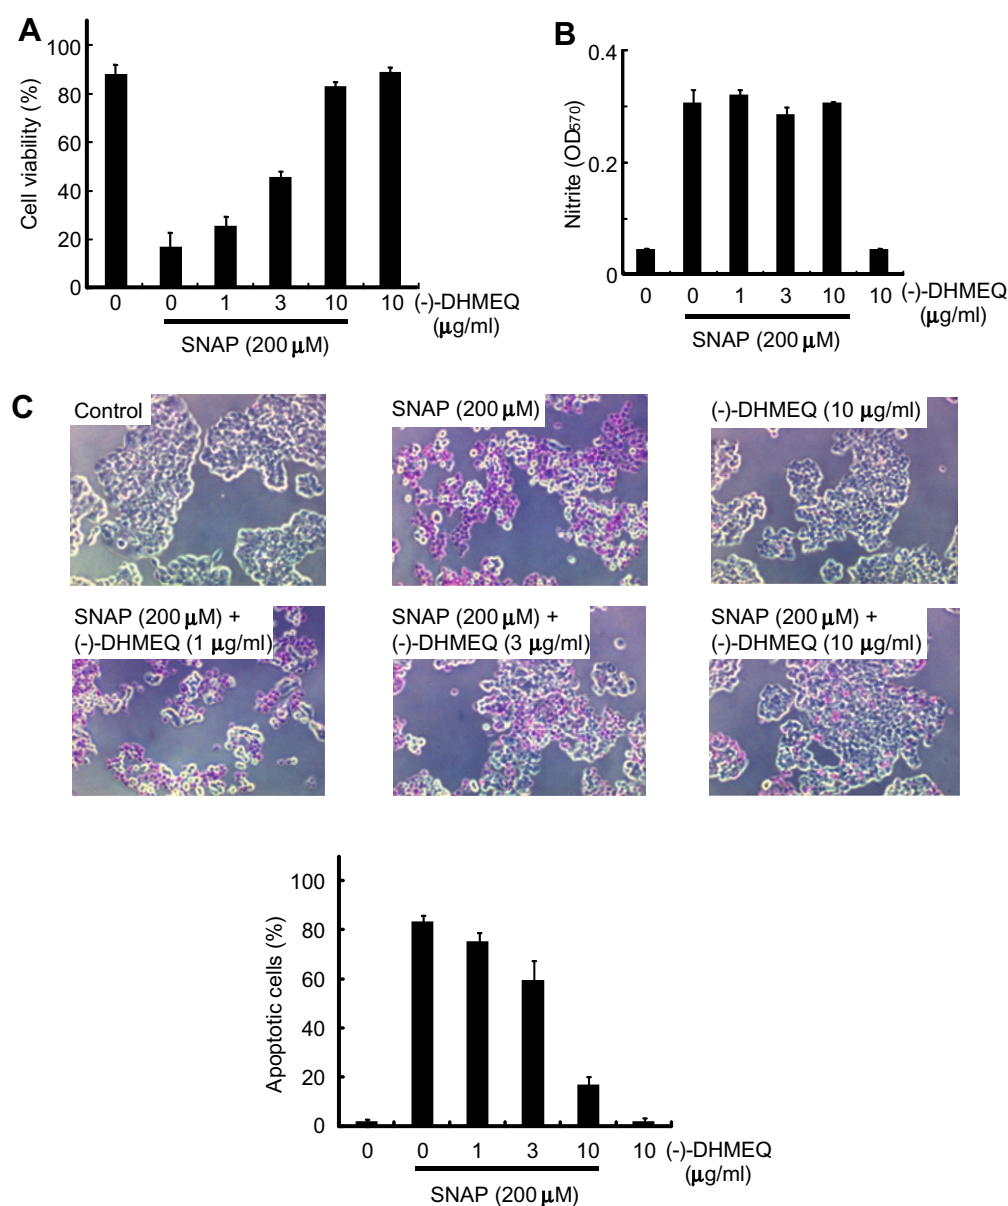 A
100
80
60
40
20
0
Cell viability (%)
0 0 1 3 10 10 (-)-DHMEQ
(μg/ml)
SNAP (200 μM)
B
0.4
0.2
0
Nitrite (OD570)
0 0 1 3 10 10 (-)-DHMEQ
(μg/ml)
SNAP (200 μM)
C
Control
SNAP (200 μM)
(-)-DHMEQ (10 μg/ml)
SNAP (200 μM) +
(-)-DHMEQ (1 μg/ml)
SNAP (200 μM) +
(-)-DHMEQ (3 μg/ml)
SNAP (200 μM) +
(-)-DHMEQ (10 μg/ml)
100
80
60
40
20
0
Apoptotic cells (%)
0 0 1 3 10 10 (-)-DHMEQ
(μg/ml)
SNAP (200 μM)